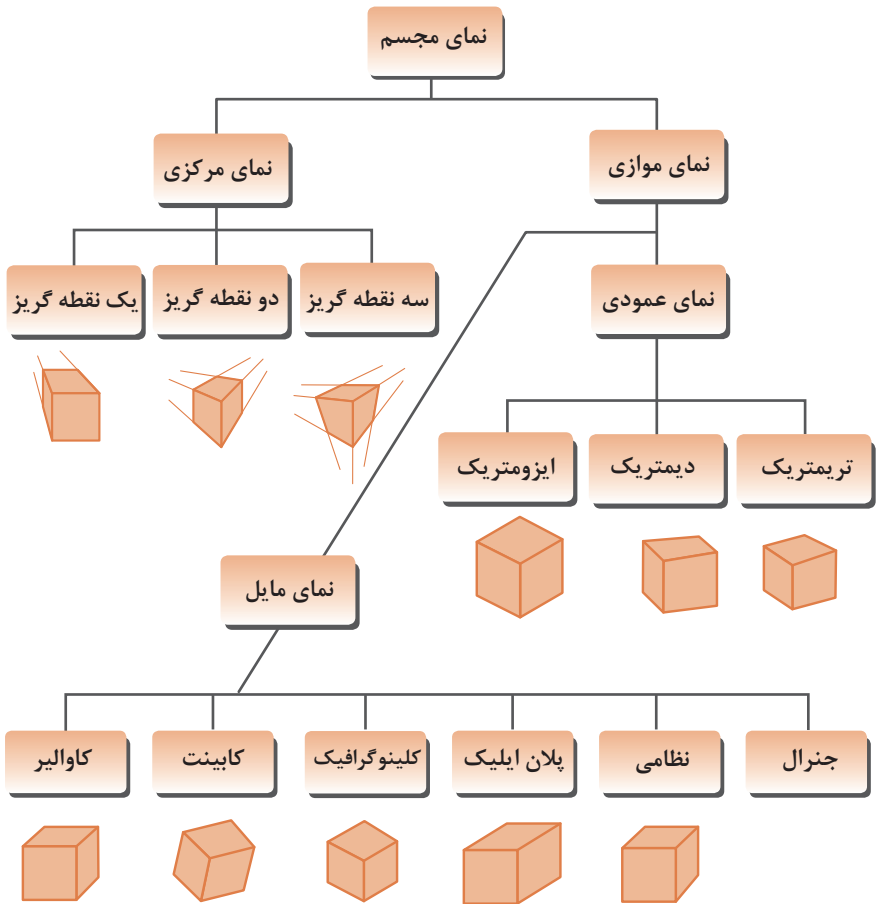 نمای مجسم
نمای موازی
نمای مرکزی
نمای عمودی
سه نقطه گریز
دو نقطه گریز
یک نقطه گریز
تریمتریک
دیمتریک
ایزومتریک
نمای مایل
جنرال
نظامی
پلان ایلیک
کلینوگرافیک
کابینت
کاوالیر